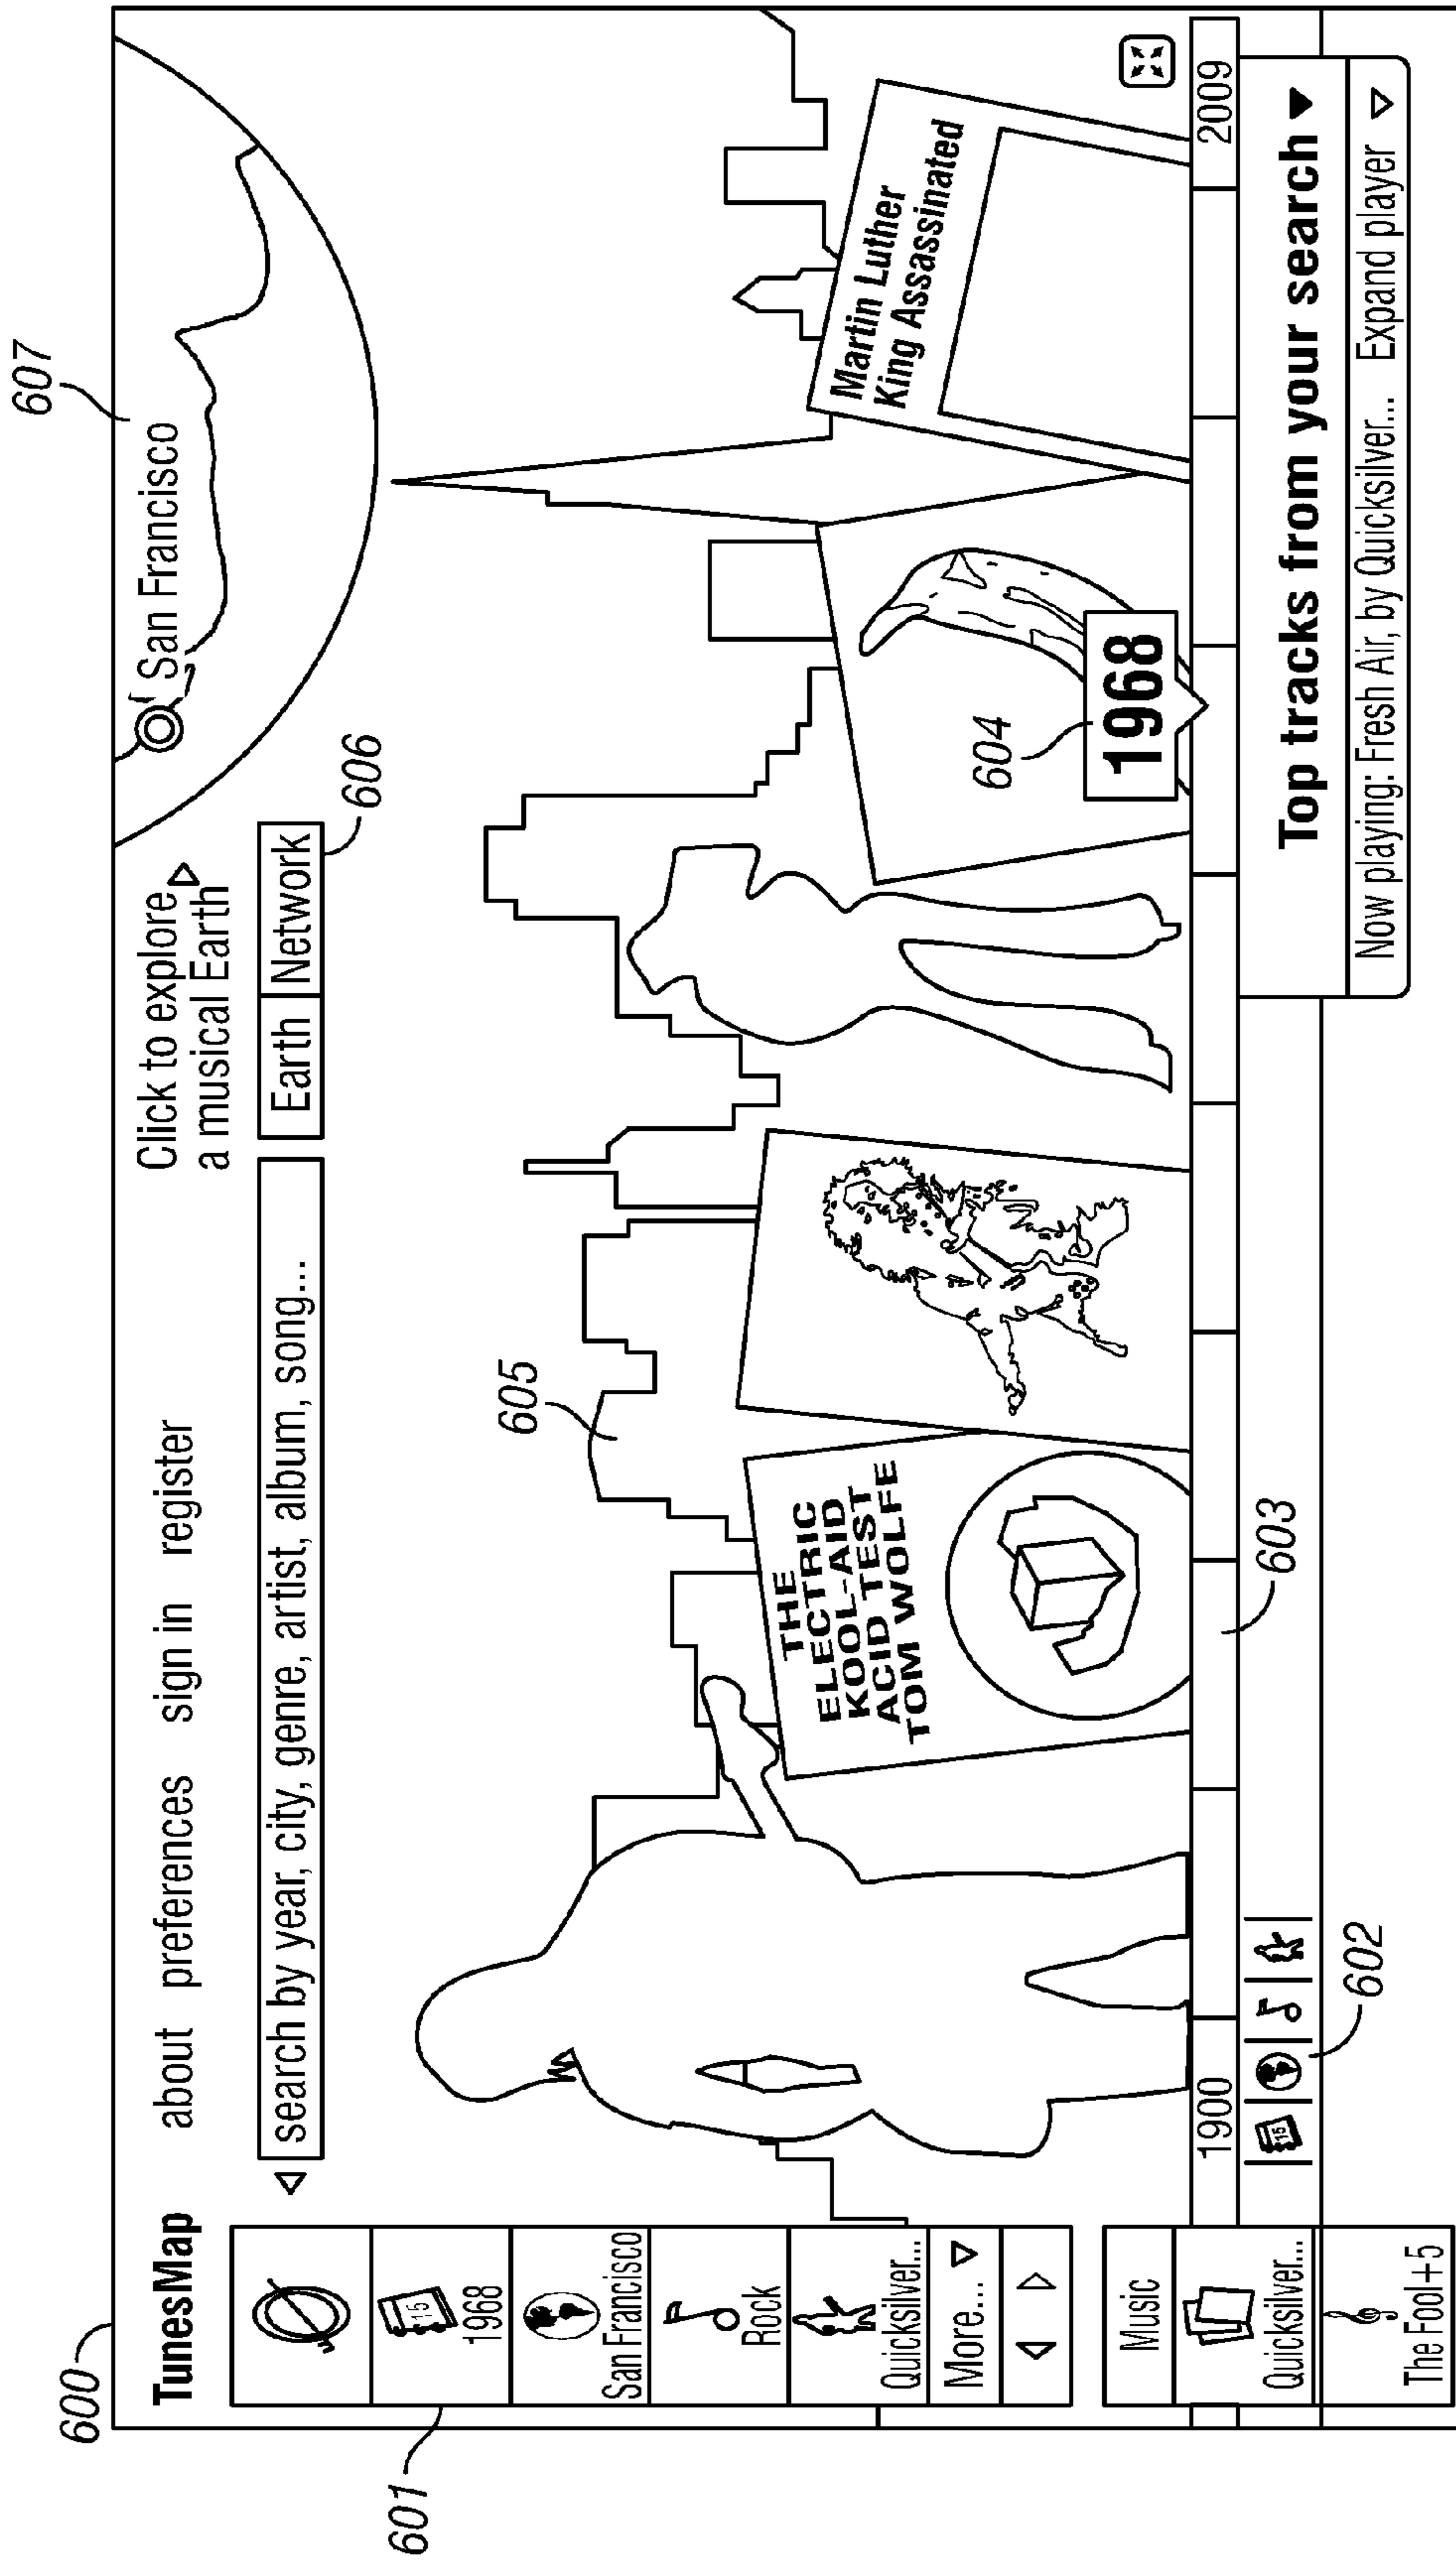 600
607
TunesMap about preferences sign in register
Click to explore
a musical Earth
San Francisco
search by year, city, genre, artist, album, song...
Earth Network
606
601
15
1968
San Francisco
Rock
Quicksilver...
More...
605
THE
ELECTRIC
KOOL-AID
ACID TEST
TOM WOLFE
Martin Luther
King Assassinated
604
1968
1900
2009
Music
Quicksilver...
The Fool+5
15
602
603
Top tracks from your search
Now playing: Fresh Air, by Quicksilver... Expand player